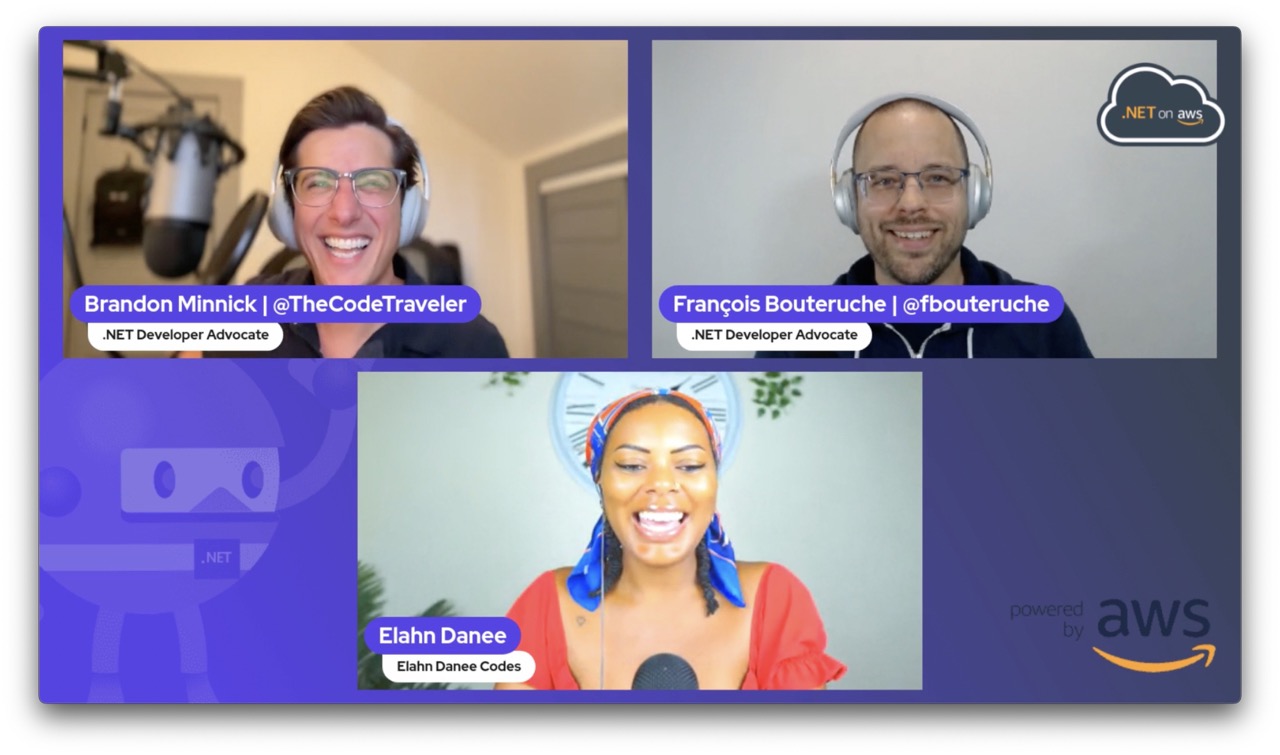 Brandon Minnick | @TheCodeTraveler
.NET Developer Advocate
François Bouteruche | @fbouteruche
.NET Developer Advocate
.NET on aws
Elahn Danee
Elahn Danee Codes
.NET
powered
by
aws